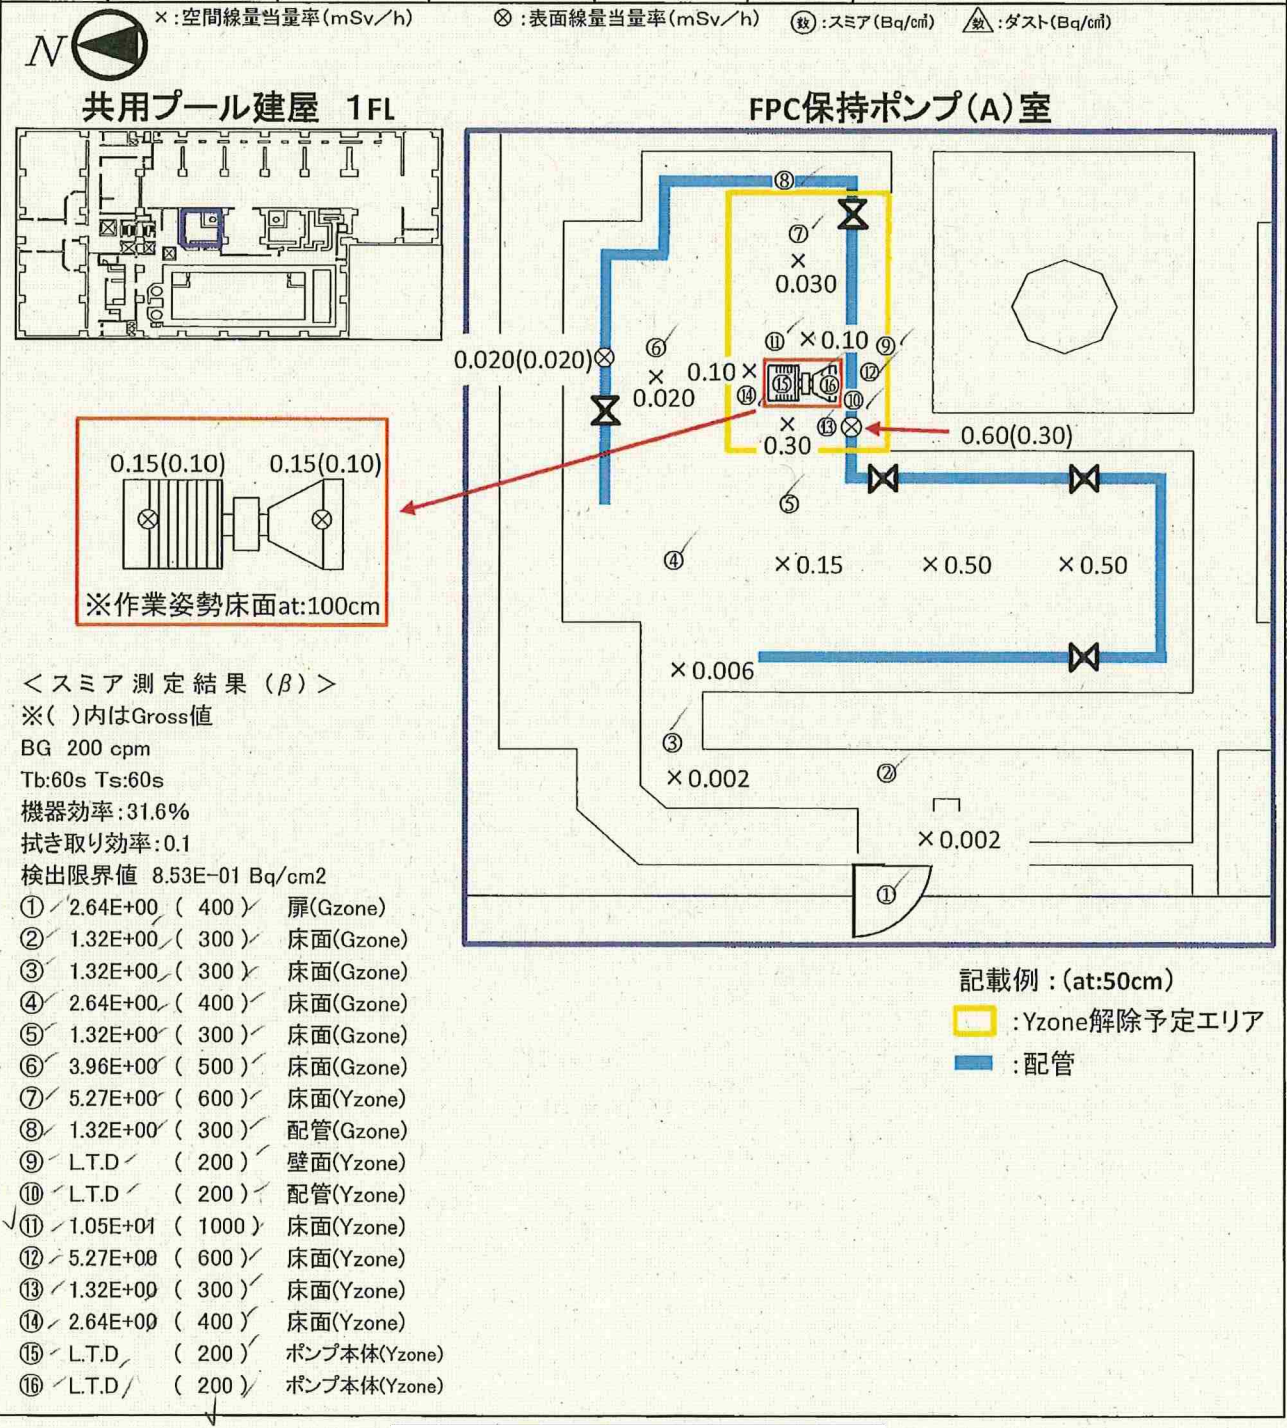 ×:空間線量当量率(mSv/h) ⊗:表面線量当量率(mSv/h) ㊇:スミア(Bq/c㎡) △:ダスト(Bq/c㎡)
N
共用プール建屋 1FL
FPC保持ポンプ(A)室
⑧
⑦
×
0.030
⑪ ×0.10 ⑨
0.020(0.020)⊗
⑥
×
0.020
0.10×
⑭
⑮ ⑯
⑫
⑩
×
0.30
⑬⊗
0.60(0.30)
0.15(0.10) 0.15(0.10)
⊗ ⊗
※作業姿勢床面at:100cm
⑤
④
×0.15 ×0.50 ×0.50
×0.006
③
×0.002
②
×0.002
①
<スミア測定結果(β)>
※( )内はGross値
BG 200 cpm
Tb:60s Ts:60s
機器効率:31.6%
拭き取り効率:0.1
検出限界値 8.53E-01 Bq/cm2
① 2.64E+00 ( 400 ) 扉(Gzone)
② 1.32E+00 ( 300 ) 床面(Gzone)
③ 1.32E+00 ( 300 ) 床面(Gzone)
④ 2.64E+00 ( 400 ) 床面(Gzone)
⑤ 1.32E+00 ( 300 ) 床面(Gzone)
⑥ 3.96E+00 ( 500 ) 床面(Gzone)
⑦ 5.27E+00 ( 600 ) 床面(Yzone)
⑧ 1.32E+00 ( 300 ) 配管(Gzone)
⑨ L.T.D ( 200 ) 壁面(Yzone)
⑩ L.T.D ( 200 ) 配管(Yzone)
⑪ 1.05E+01 ( 1000 ) 床面(Yzone)
⑫ 5.27E+00 ( 600 ) 床面(Yzone)
⑬ 1.32E+00 ( 300 ) 床面(Yzone)
⑭ 2.64E+00 ( 400 ) 床面(Yzone)
⑮ L.T.D ( 200 ) ポンプ本体(Yzone)
⑯ L.T.D ( 200 ) ポンプ本体(Yzone)
記載例:(at:50cm)
:Yzone解除予定エリア
:配管